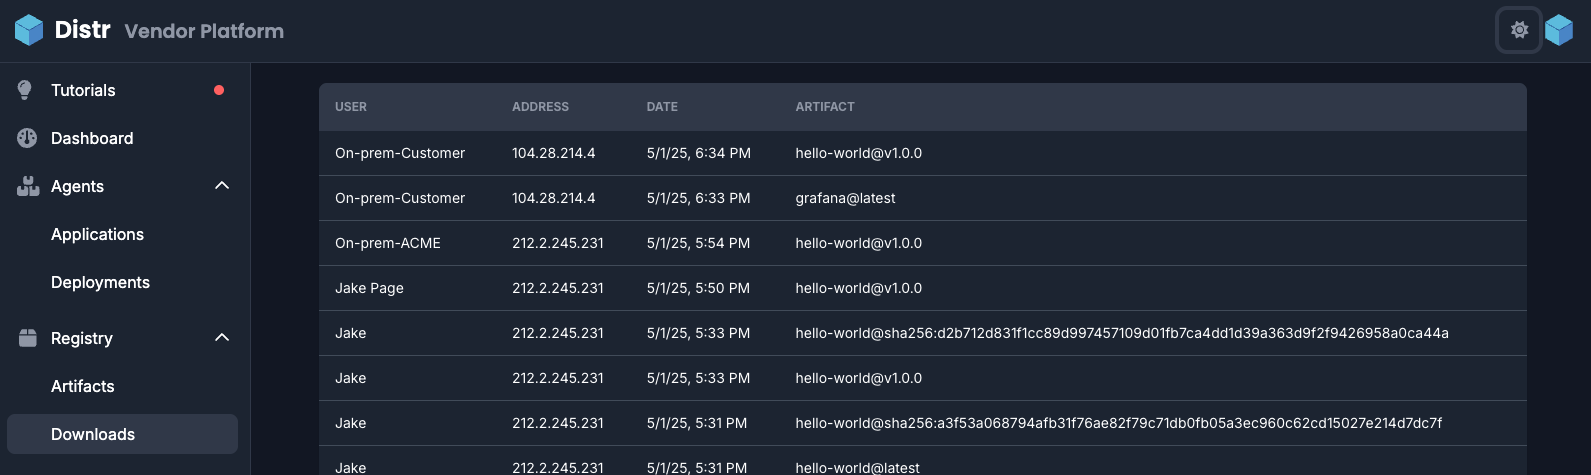 Distr Vendor Platform
Tutorials
Dashboard
Agents
Applications
Deployments
Registry
Artifacts
Downloads
USER ADDRESS DATE ARTIFACT
On-prem-Customer 104.28.214.4 5/1/25, 6:34 PM hello-world@v1.0.0
On-prem-Customer 104.28.214.4 5/1/25, 6:33 PM grafana@latest
On-prem-ACME 212.2.245.231 5/1/25, 5:54 PM hello-world@v1.0.0
Jake Page 212.2.245.231 5/1/25, 5:50 PM hello-world@v1.0.0
Jake 212.2.245.231 5/1/25, 5:33 PM hello-world@sha256:d2b712d831f1cc89d997457109d01fb7ca4dd1d39a363d9f2f9426958a0ca44a
Jake 212.2.245.231 5/1/25, 5:33 PM hello-world@v1.0.0
Jake 212.2.245.231 5/1/25, 5:31 PM hello-world@sha256:a3f53a068794afb31f76ae82f79c71db0fb05a3ec960c62cd15027e214d7dc7f
Jake 212.2.245.231 5/1/25, 5:31 PM hello-world@latest